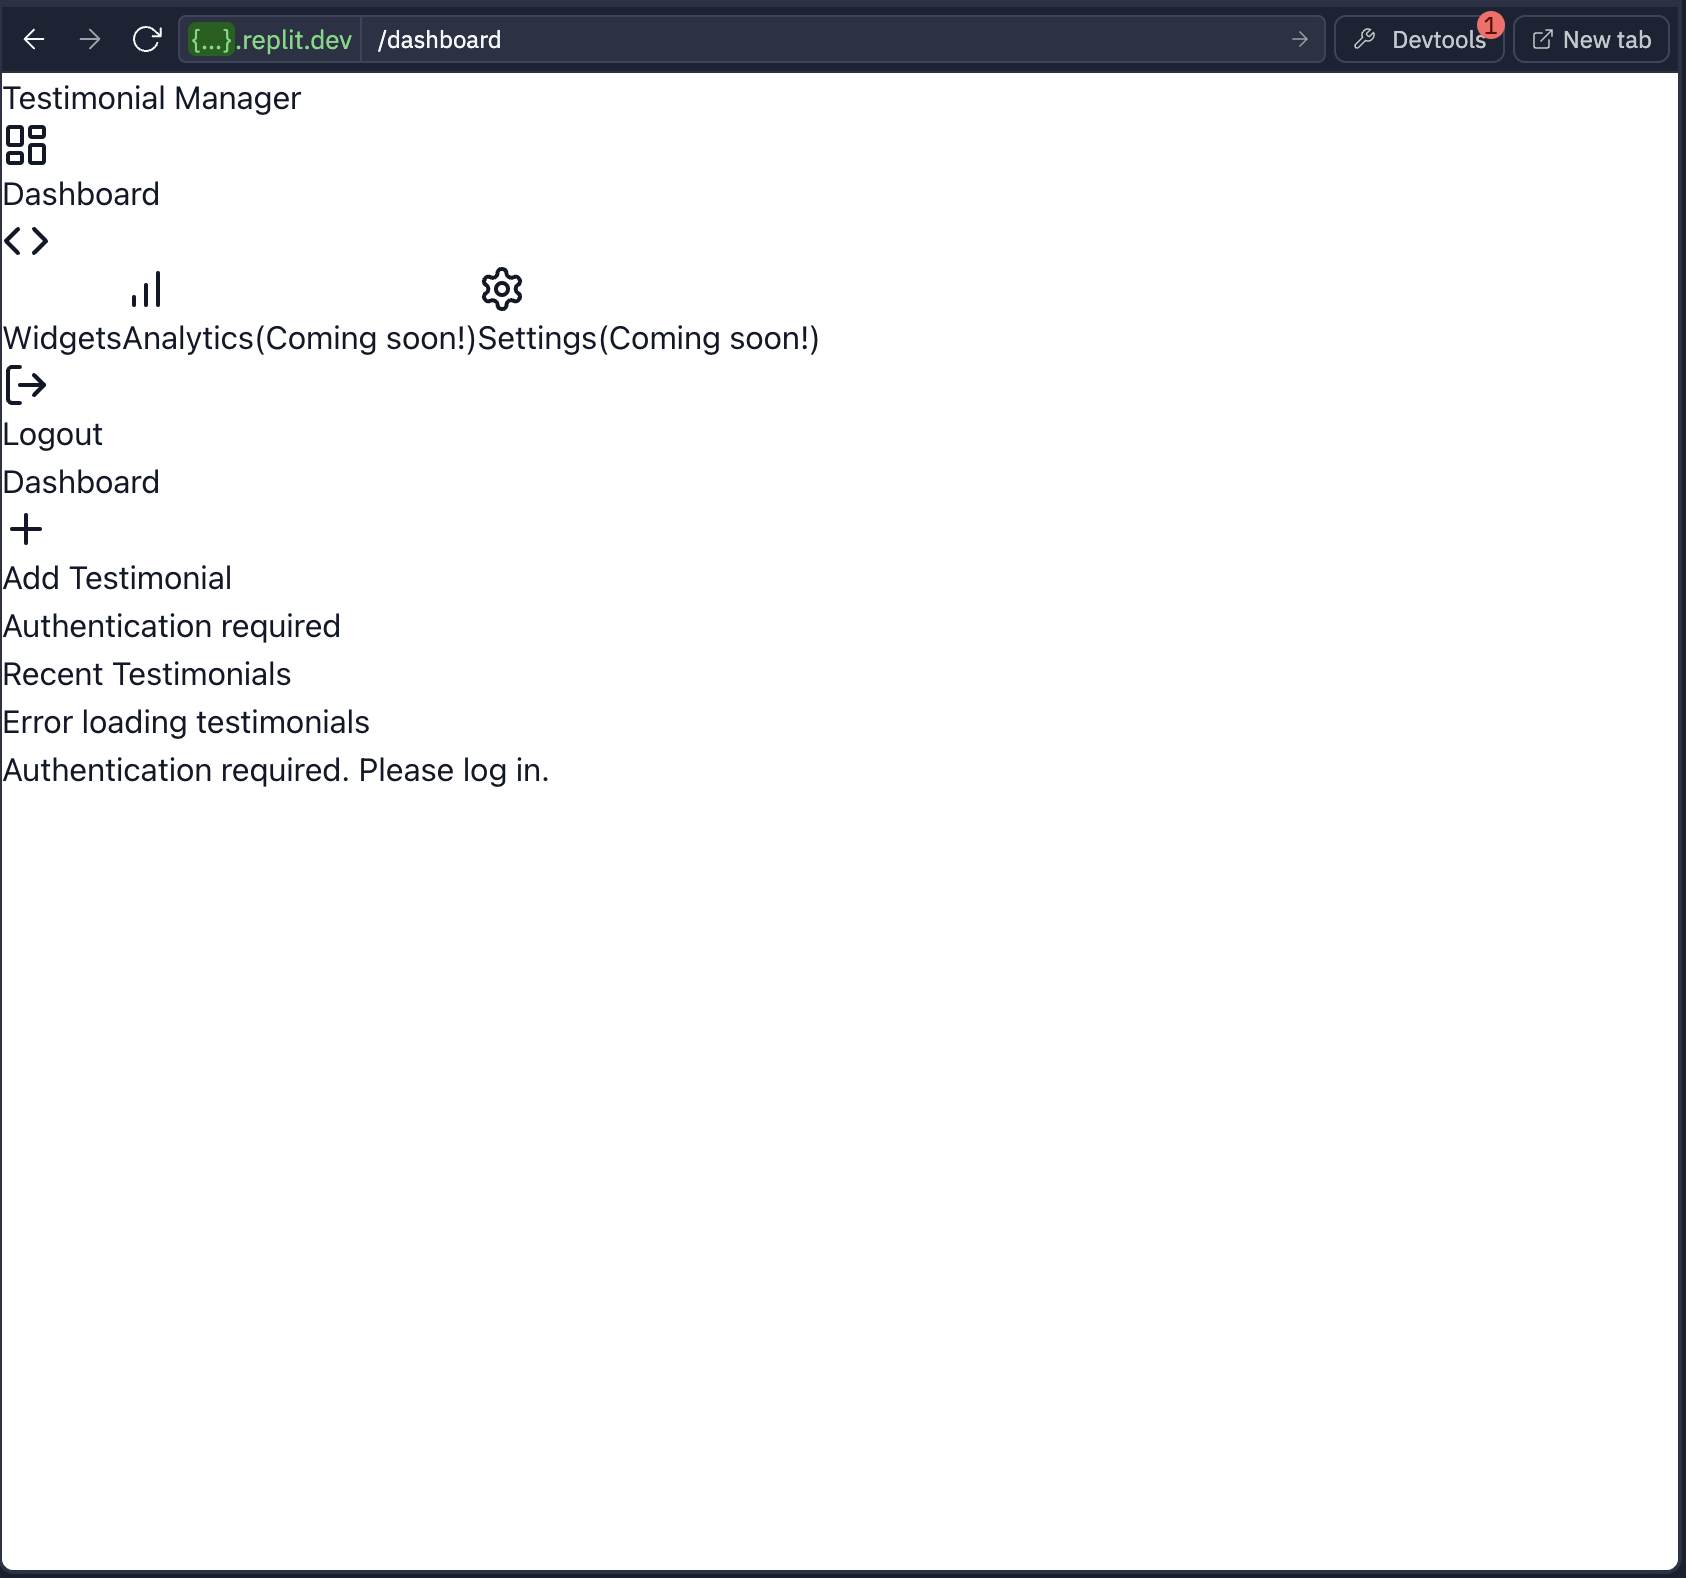 {...}.replit.dev /dashboard Devtools 1 New tab
Testimonial Manager
Dashboard
WidgetsAnalytics(Coming soon!)Settings(Coming soon!)
Logout
Dashboard
Add Testimonial
Authentication required
Recent Testimonials
Error loading testimonials
Authentication required. Please log in.